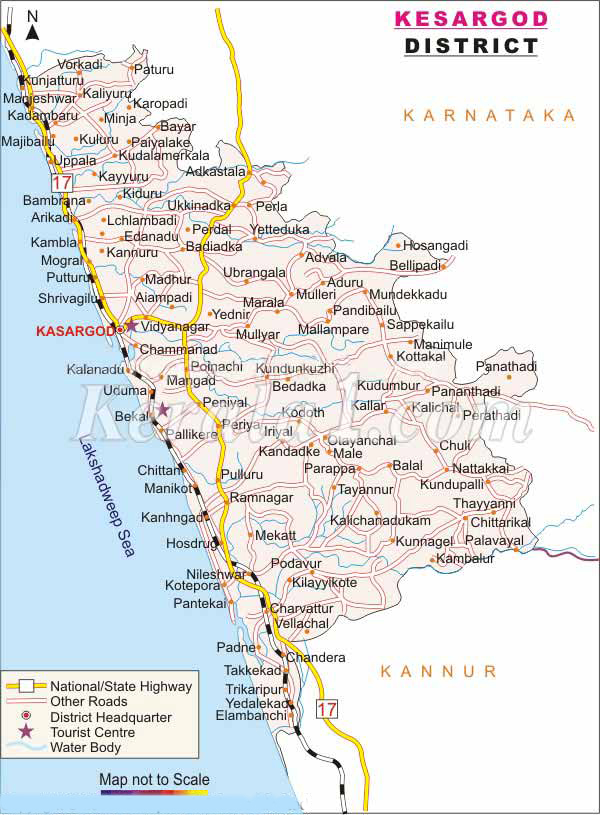 KESARGOD
DISTRICT
N
KARNATAKA
Vorkadi
Paturu
Kunjatturu
Kaliyuru
Manjeshwar
Karopadi
Kadambaru
Minja
Bayar
Majibailu
Kuluru
Paiyalake
Uppala
Kudalamerkala
Adkastala
Kayyuru
17
Kiduru
Bambrana
Ukkinadka
Perla
Arikadi
Lchlambadi
Perdal
Yetteduka
Edanadu
Kambla
Badiadka
Hosangadi
Kannuru
Advala
Mogral
Bellipadi
Putturu
Madhur
Ubrangala
Aduru
Shrivagilu
Aiampadi
Marala
Mulleri
Mundekkadu
Yednir
Pandibailu
KASARGOD
Vidyanagar
Mullyar
Mallampare
Sappekailu
Chammanad
Manimule
Kottakal
Kalanadu
Poinachi
Kundunkuzhi
Panathadi
Mangad
Bedadka
Kudumbur
Pananthadi
Uduma
Peniyal
Kodoth
Kallar
Kalichal
Perathadi
Bekal
Periya
Iriyal
Pallikere
Otayanchal
Chuli
Kandadke
Male
Kerala1.com
Lakshadweep Sea
Chittari
Pulluru
Parappa
Balal
Nattakkai
Manikot
Ramnagar
Tayannur
Kundupalli
Thayyanni
Kanhngad
Kalichanadukam
Chittarikal
Hosdrug
Mekatt
Kunnagel
Palavayal
Kambalur
Nileshwar
Podavur
Kotepora
Kilayyikote
Pantekai
Charvattur
Vellachal
Padne
Chandera
KANNUR
Takkekad
Trikaripur
Yedalekad
Elambanchi
17
National/State Highway
Other Roads
District Headquarter
Tourist Centre
Water Body
Map not to Scale